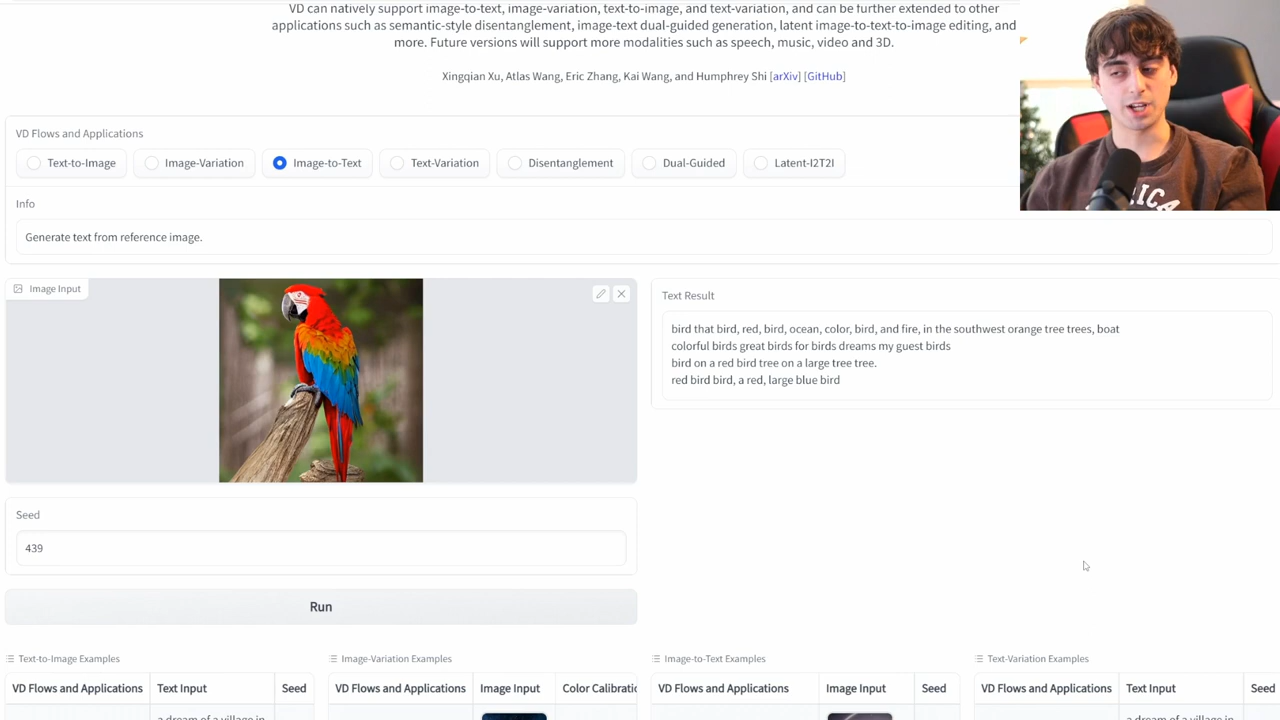 VD can natively support image-to-text, image-variation, text-to-image, and text-variation, and can be further extended to other
applications such as semantic-style disentanglement, image-text dual-guided generation, latent image-to-text-to-image editing, and
more. Future versions will support more modalities such as speech, music, video and 3D.
Xingqian Xu, Atlas Wang, Eric Zhang, Kai Wang, and Humphrey Shi [arXiv] [GitHub]
VD Flows and Applications
Text-to-Image Image-Variation Image-to-Text Text-Variation Disentanglement Dual-Guided Latent-I2T2I
Info
Generate text from reference image.
Image Input
Text Result
bird that bird, red, bird, ocean, color, bird, and fire, in the southwest orange tree trees, boat
colorful birds great birds for birds dreams my guest birds
bird on a red bird tree on a large tree tree.
red bird bird, a red, large blue bird
Seed
439
Run
Text-to-Image Examples Image-Variation Examples Image-to-Text Examples Text-Variation Examples
VD Flows and Applications Text Input Seed VD Flows and Applications Image Input Color Calibratio VD Flows and Applications Image Input Seed VD Flows and Applications Text Input Seed
a dream of a village in a dream of a village in